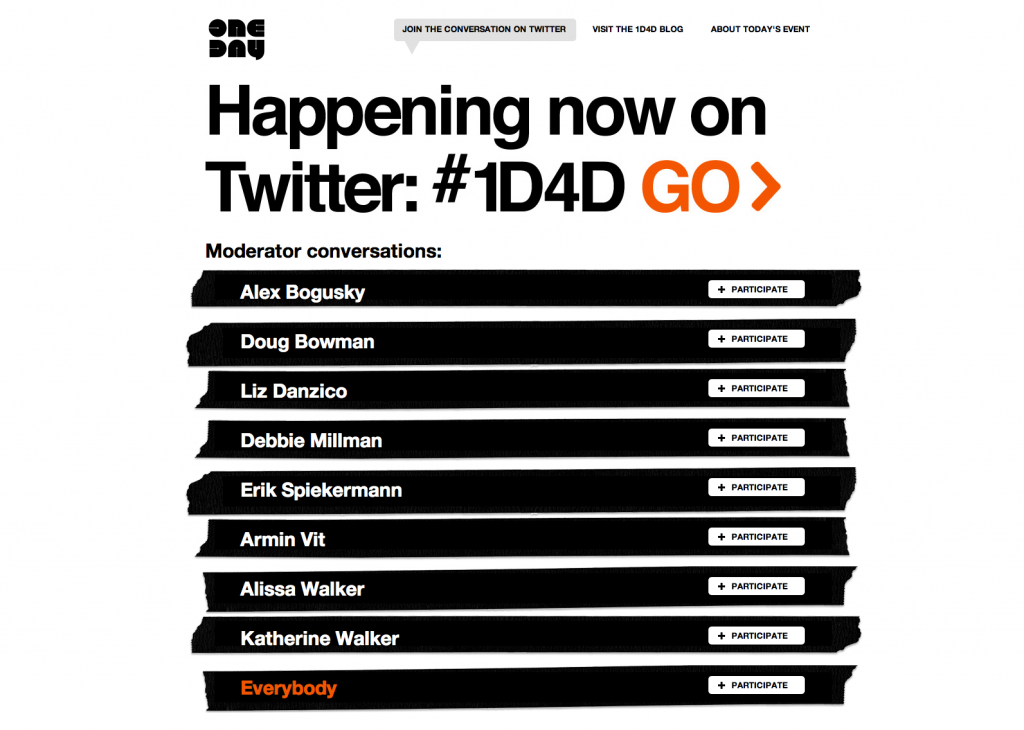 ONE
DAY
JOIN THE CONVERSATION ON TWITTER
VISIT THE 1D4D BLOG
ABOUT TODAY'S EVENT
Happening now on
Twitter: #1D4D GO >
Moderator conversations:
Alex Bogusky + PARTICIPATE
Doug Bowman + PARTICIPATE
Liz Danzico + PARTICIPATE
Debbie Millman + PARTICIPATE
Erik Spiekermann + PARTICIPATE
Armin Vit + PARTICIPATE
Alissa Walker + PARTICIPATE
Katherine Walker + PARTICIPATE
Everybody + PARTICIPATE